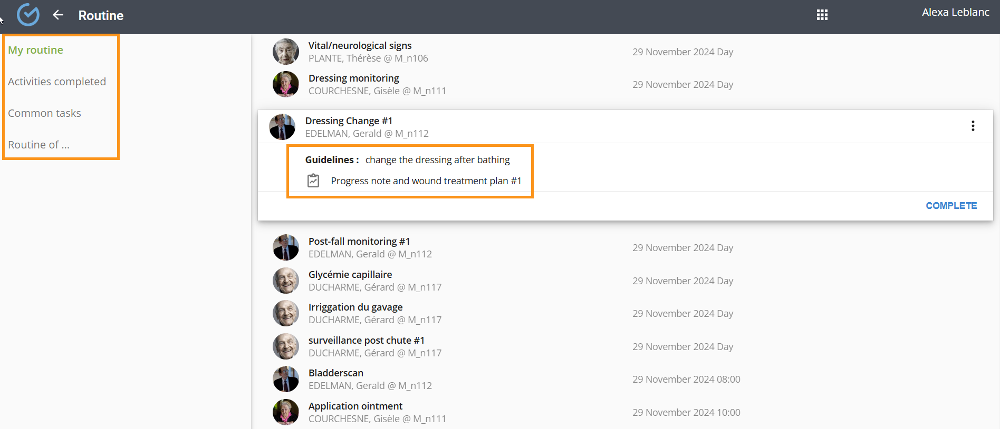 Routine
Alexa Leblanc
My routine
Activities completed
Common tasks
Routine of ...
Vital/neurological signs
PLANTE, Thérèse @ M_n106
29 November 2024 Day
Dressing monitoring
COURCHESNE, Gisèle @ M_n111
29 November 2024 Day
Dressing Change #1
EDELMAN, Gerald @ M_n112
Guidelines : change the dressing after bathing
Progress note and wound treatment plan #1
COMPLETE
Post-fall monitoring #1
EDELMAN, Gerald @ M_n112
29 November 2024 Day
Glycémie capillaire
DUCHARME, Gérard @ M_n117
29 November 2024 Day
Irriggation du gavage
DUCHARME, Gérard @ M_n117
29 November 2024 Day
surveillance post chute #1
DUCHARME, Gérard @ M_n117
29 November 2024 Day
Bladderscan
EDELMAN, Gerald @ M_n112
29 November 2024 08:00
Application ointment
COURCHESNE, Gisèle @ M_n111
29 November 2024 10:00